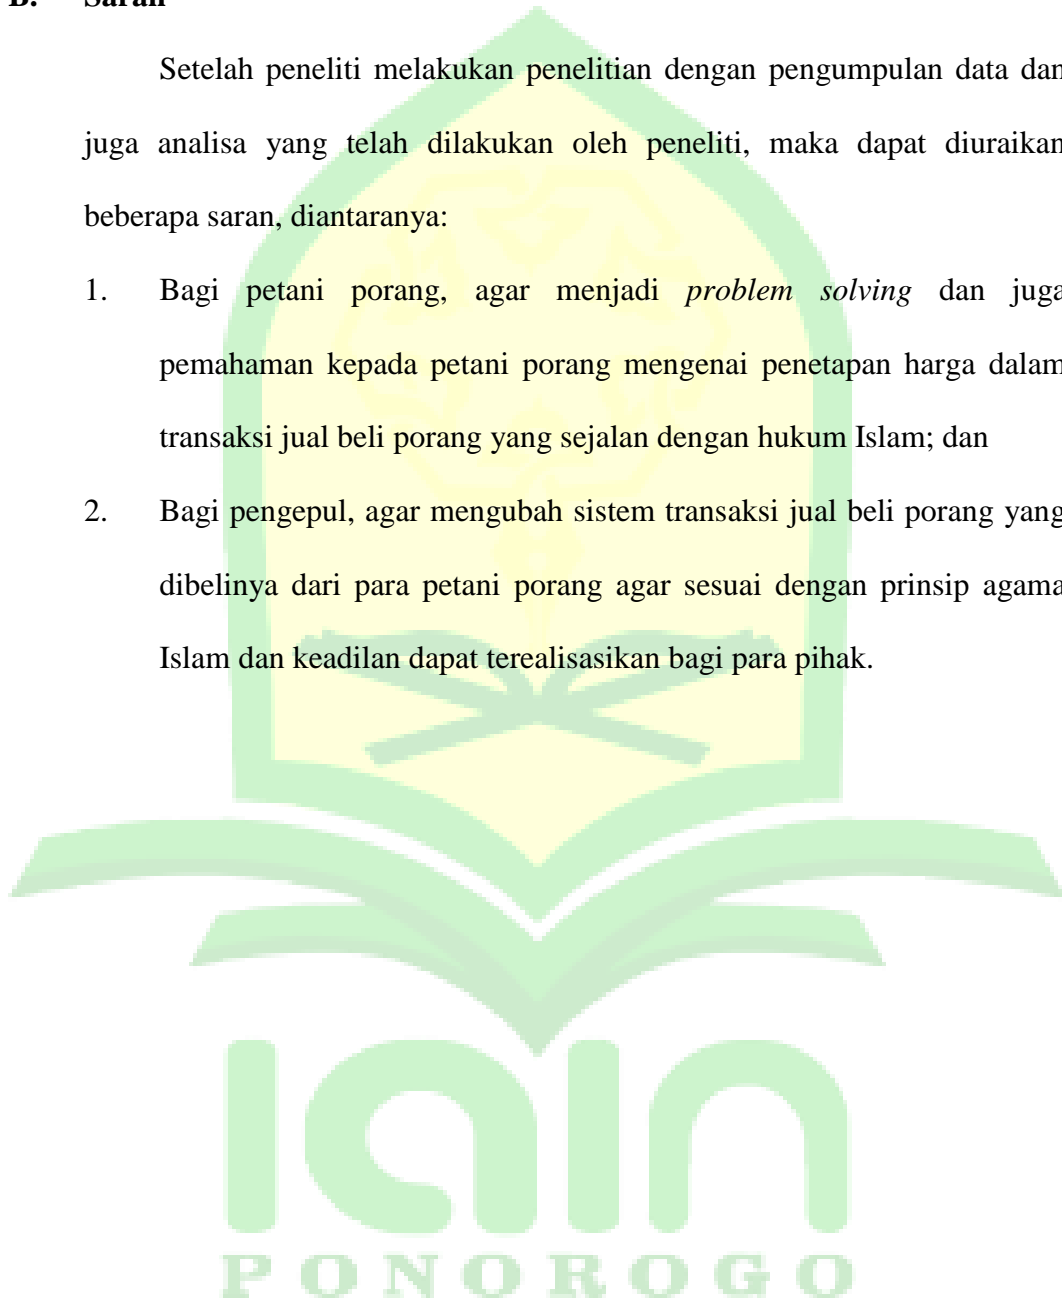 B. Saran
Setelah peneliti melakukan penelitian dengan pengumpulan data dan
juga analisa yang telah dilakukan oleh peneliti, maka dapat diuraikan
beberapa saran, diantaranya:
1. Bagi petani porang, agar menjadi problem solving dan juga
pemahaman kepada petani porang mengenai penetapan harga dalam
transaksi jual beli porang yang sejalan dengan hukum Islam; dan
2. Bagi pengepul, agar mengubah sistem transaksi jual beli porang yang
dibelinya dari para petani porang agar sesuai dengan prinsip agama
Islam dan keadilan dapat terealisasikan bagi para pihak.
iain
PONOROGO